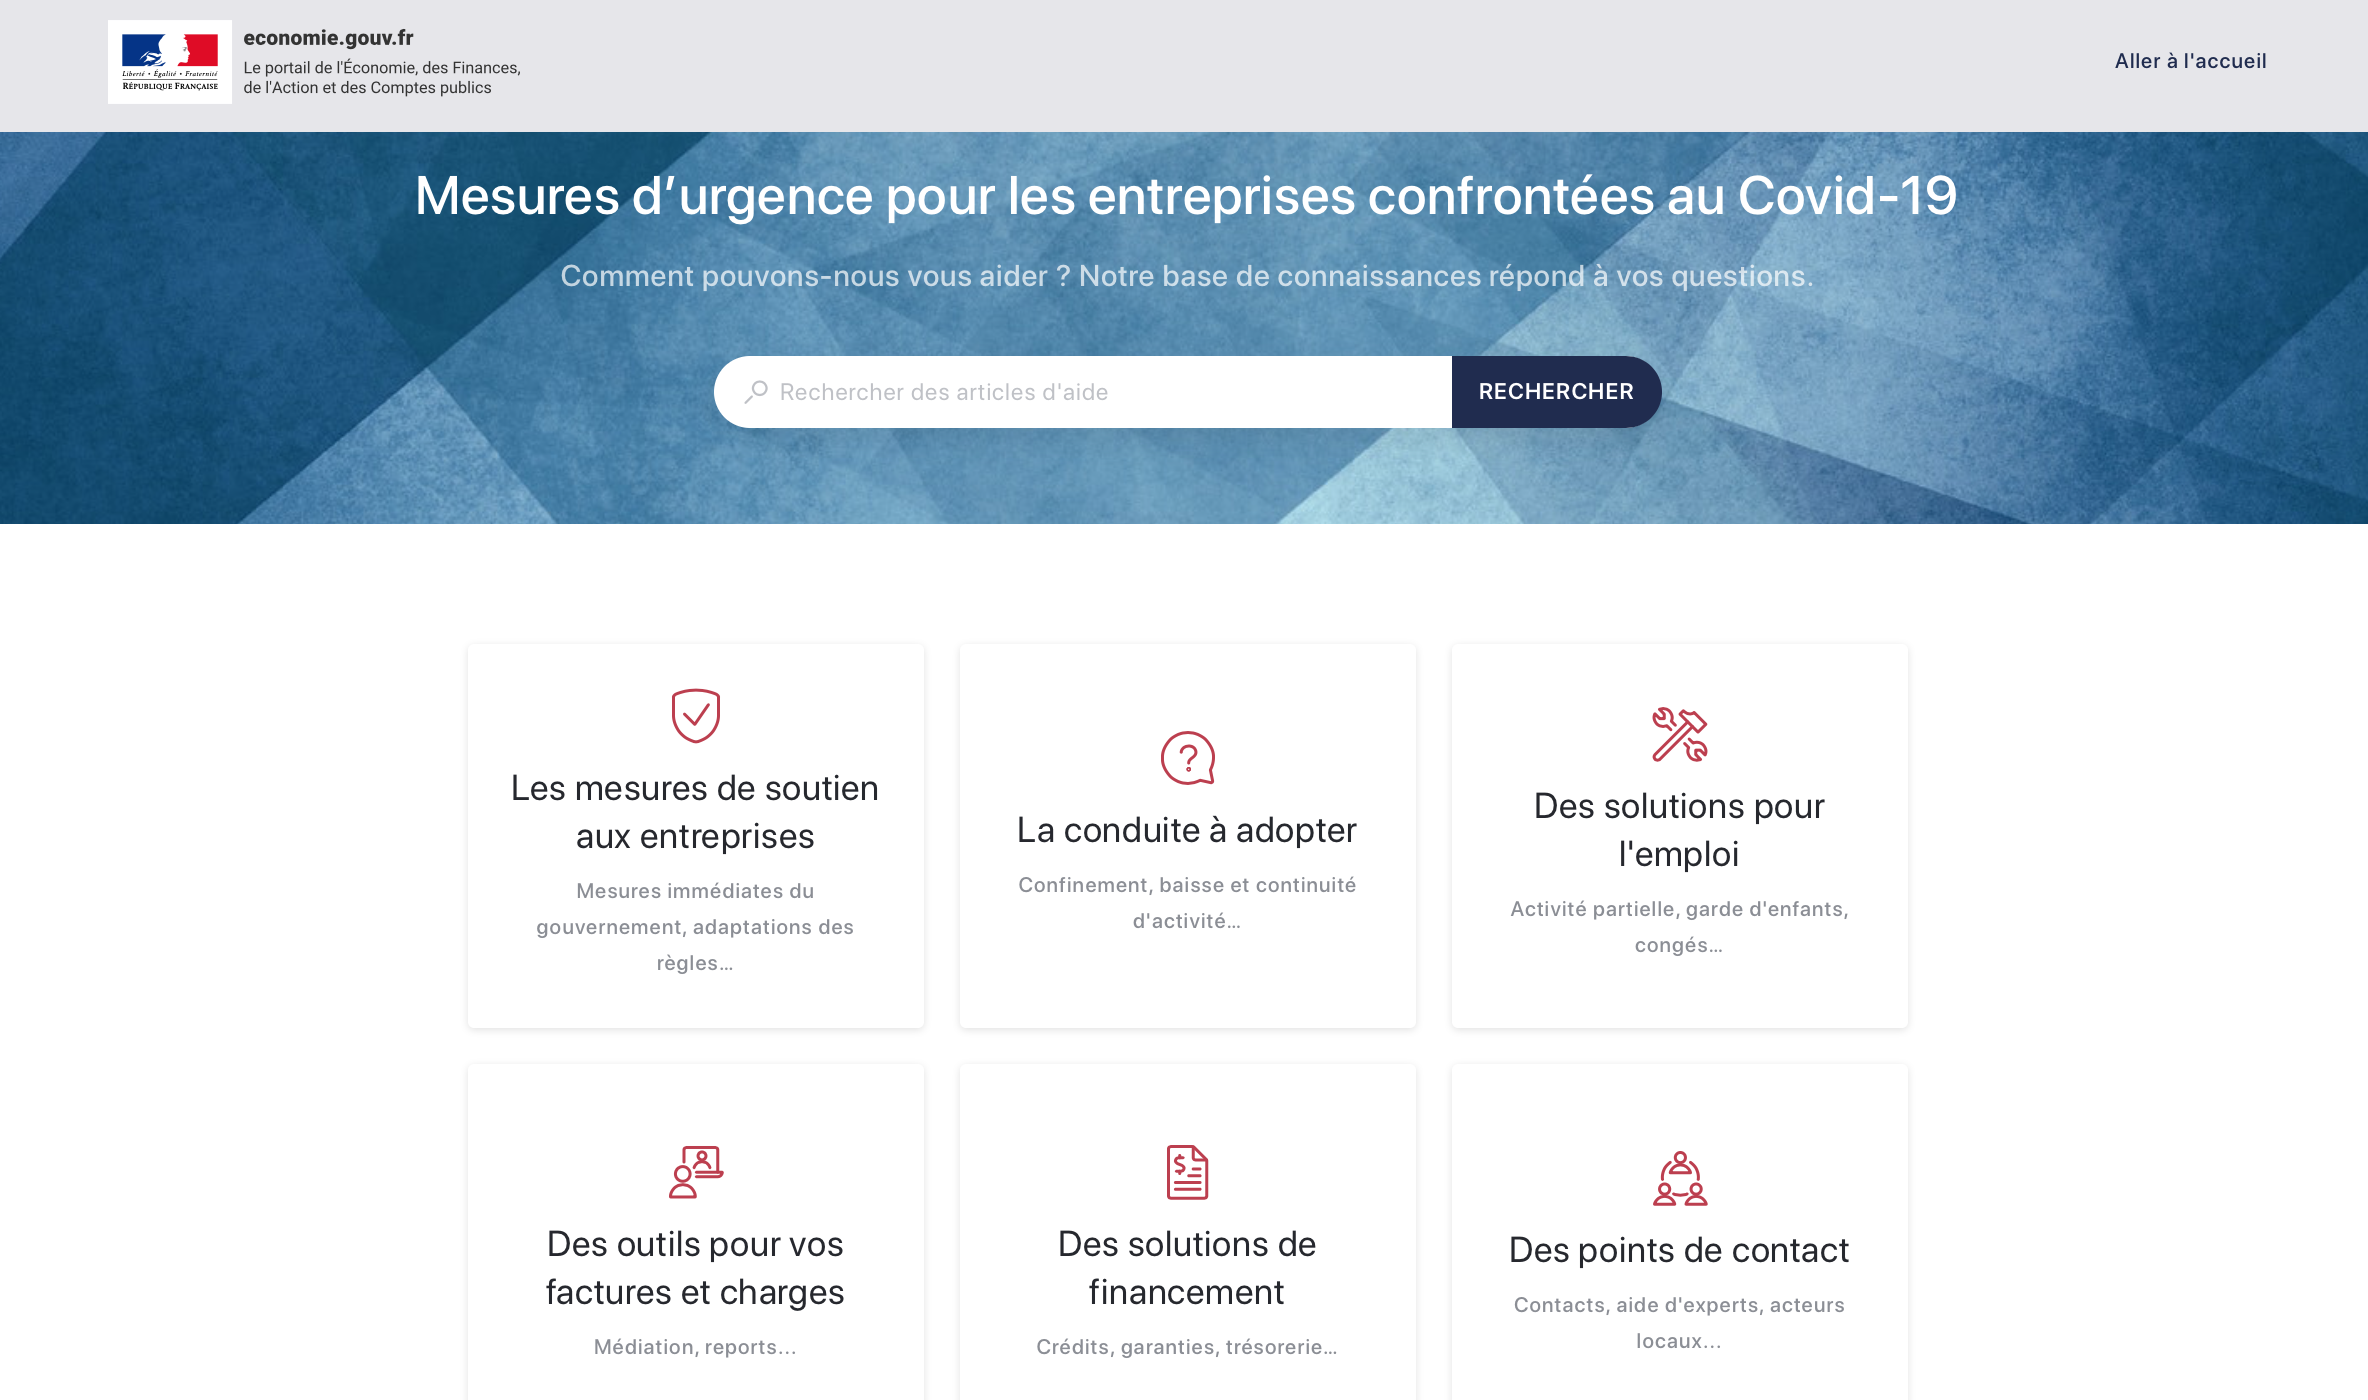 economie.gouv.fr
Le portail de l'Économie, des Finances,
de l'Action et des Comptes publics
Liberté • Égalité • Fraternité
RÉPUBLIQUE FRANÇAISE
Aller à l'accueil
Mesures d’urgence pour les entreprises confrontées au Covid-19
Comment pouvons-nous vous aider ? Notre base de connaissances répond à vos questions.
Rechercher des articles d'aide
RECHERCHER
Les mesures de soutien
aux entreprises
Mesures immédiates du
gouvernement, adaptations des
règles…
?
La conduite à adopter
Confinement, baisse et continuité
d'activité…
Des solutions pour
l'emploi
Activité partielle, garde d'enfants,
congés…
Des outils pour vos
factures et charges
Médiation, reports...
$
Des solutions de
financement
Crédits, garanties, trésorerie…
Des points de contact
Contacts, aide d'experts, acteurs
locaux...